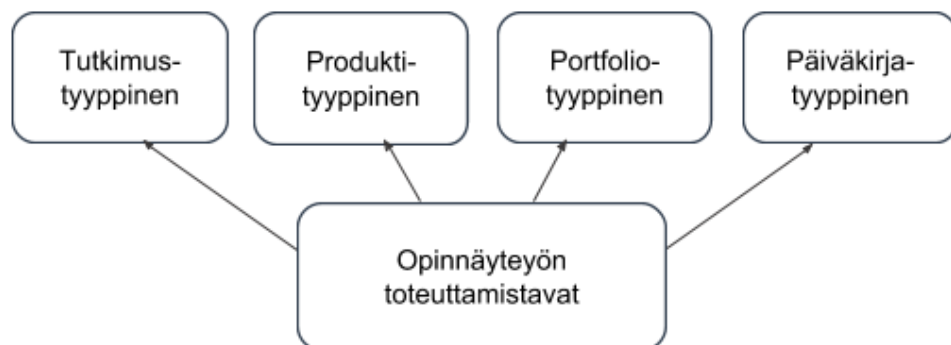 Tutkimus-
tyyppinen
Produkti-
tyyppinen
Portfolio-
tyyppinen
Päiväkirja-
tyyppinen
Opinnäyteyön
toteuttamistavat